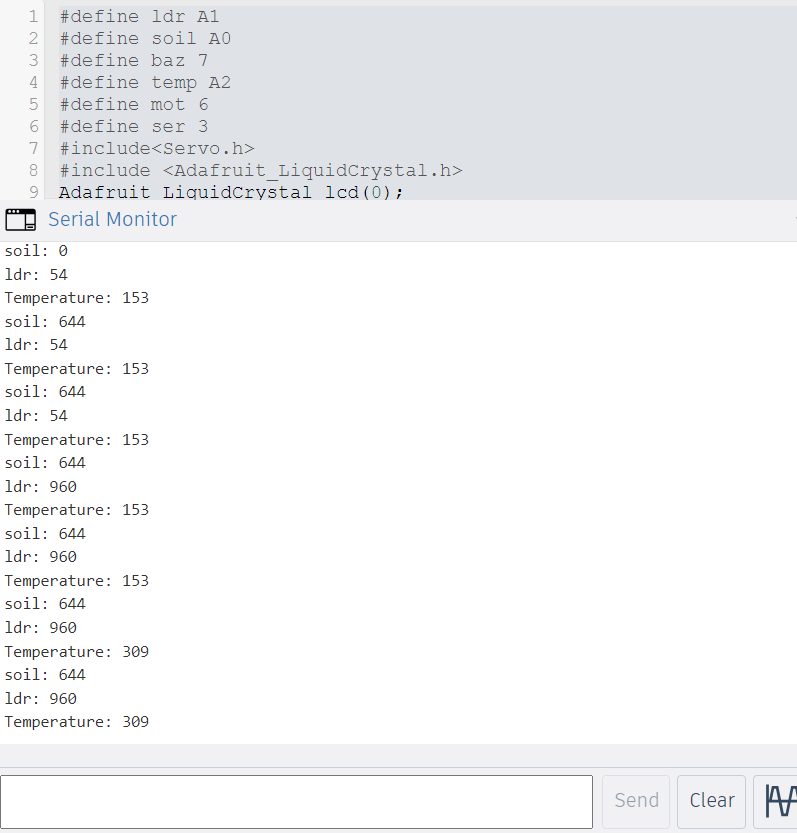 1 #define ldr A1
2 #define soil A0
3 #define baz 7
4 #define temp A2
5 #define mot 6
6 #define ser 3
7 #include<Servo.h>
8 #include <Adafruit_LiquidCrystal.h>
9 Adafruit_LiquidCrystal lcd(0);
Serial Monitor
soil: 0
ldr: 54
Temperature: 153
soil: 644
ldr: 54
Temperature: 153
soil: 644
ldr: 54
Temperature: 153
soil: 644
ldr: 960
Temperature: 153
soil: 644
ldr: 960
Temperature: 153
soil: 644
ldr: 960
Temperature: 309
soil: 644
ldr: 960
Temperature: 309
Send Clear